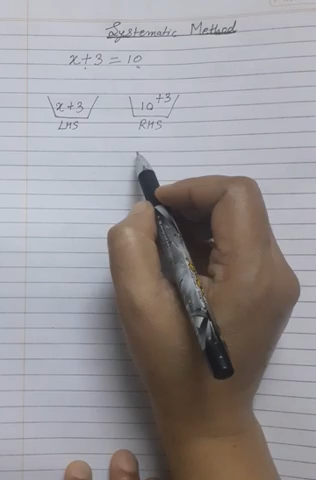 Systematic Method
x+3 = 10
x+3 10+3
LHS RHS